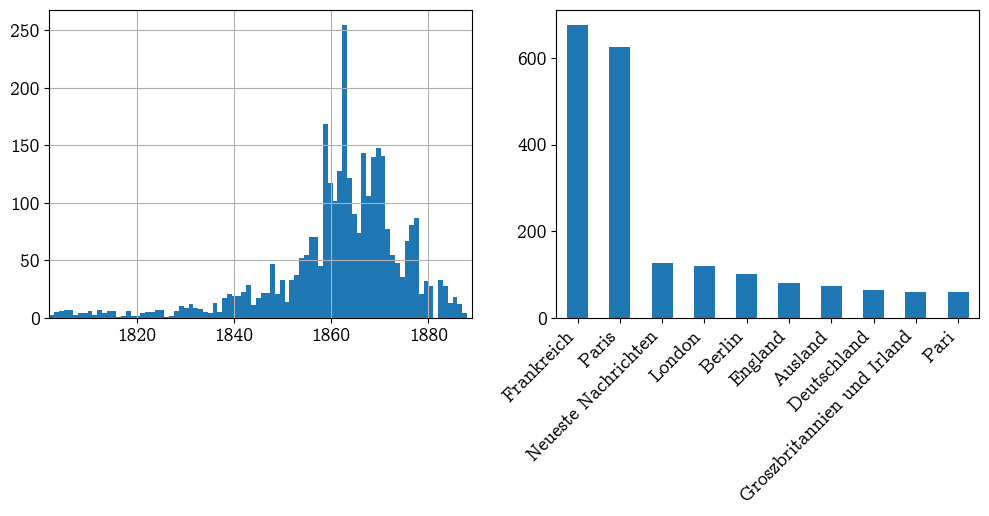 250
200
150
100
50
0
1820
1840
1860
1880
600
400
200
0
Frankreich
Paris
Neueste Nachrichten
London
Berlin
England
Ausland
Deutschland
Groszbritannien und Irland
Pari